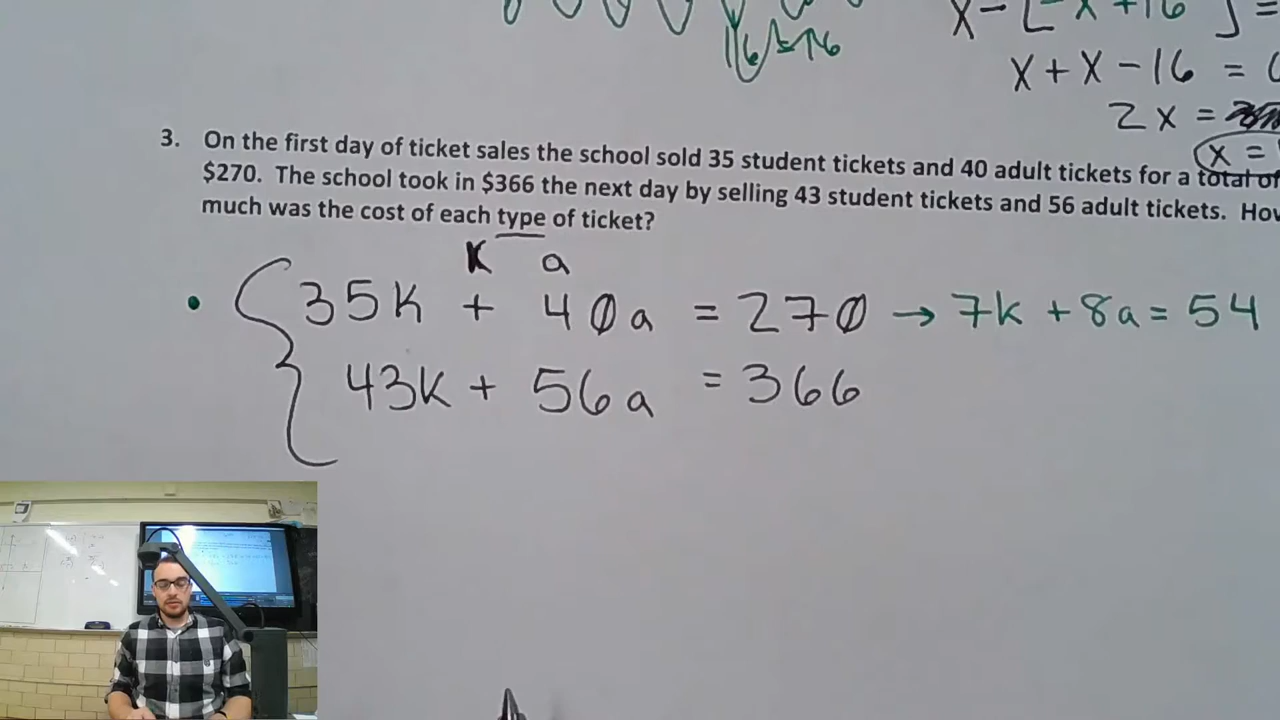 16 = 16
x - [ -x + 16 ] =
x + x - 16 =
2x =
x =
3. On the first day of ticket sales the school sold 35 student tickets and 40 adult tickets for a total of
$270. The school took in $366 the next day by selling 43 student tickets and 56 adult tickets. How
much was the cost of each type of ticket?
k a
35k + 40a = 270 → 7k + 8a = 54
43k + 56a = 366